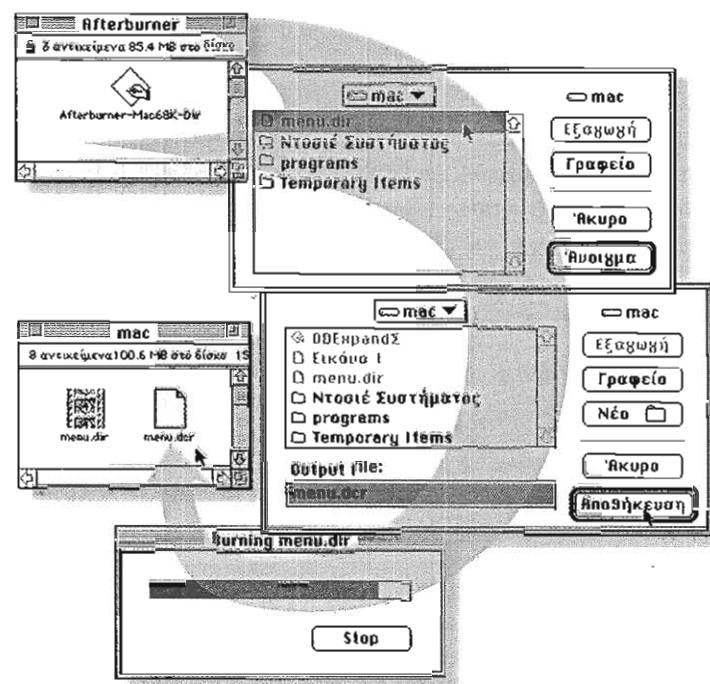 Afterburner
8 αντικείμενα 85.4 MB στο δίσκο
Afterburner-Mac68K-Dir
mac
mac
menu.dir
Ντοσιέ Συστήματος
programs
Temporary Items
Εξαγωγή
Γραφείο
Άκυρο
Άνοιγμα
mac
8 αντικείμενα 100.6 MB στο δίσκο 15
menu.dir
menu.dcr
mac
mac
Εικόνα 1
menu.dir
Ντοσιέ Συστήματος
programs
Temporary Items
Output file:
menu.dcr
Εξαγωγή
Γραφείο
Νέο
Άκυρο
Αποθήκευση
Burning menu.dir
Stop